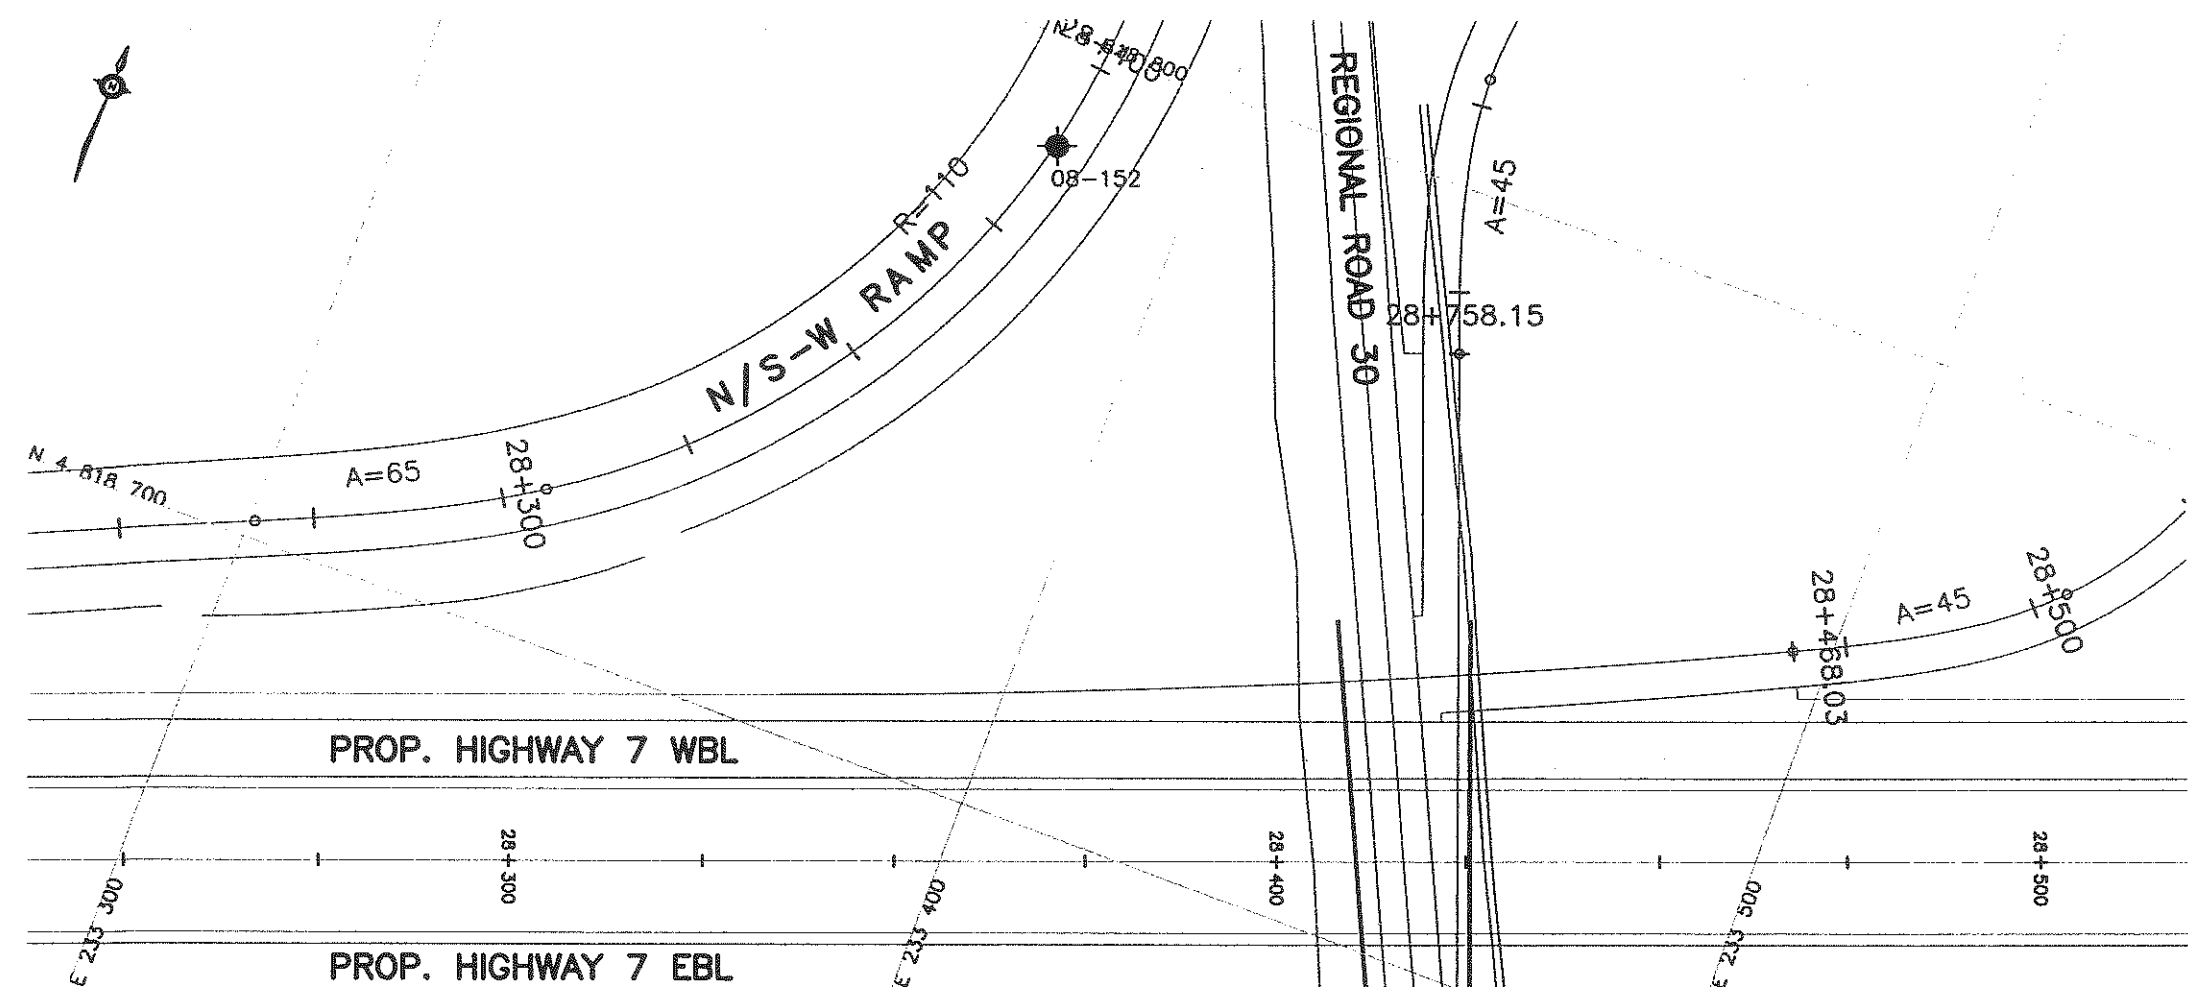 N
08-152
R=110
N/S-W RAMP
REGIONAL ROAD 30
A=45
28+758.15
N 4 818 700
A=65
28+300
28+468.03
A=45
28+500
PROP. HIGHWAY 7 WBL
28+300
28+400
28+500
E 233 300
E 233 400
E 233 500
PROP. HIGHWAY 7 EBL